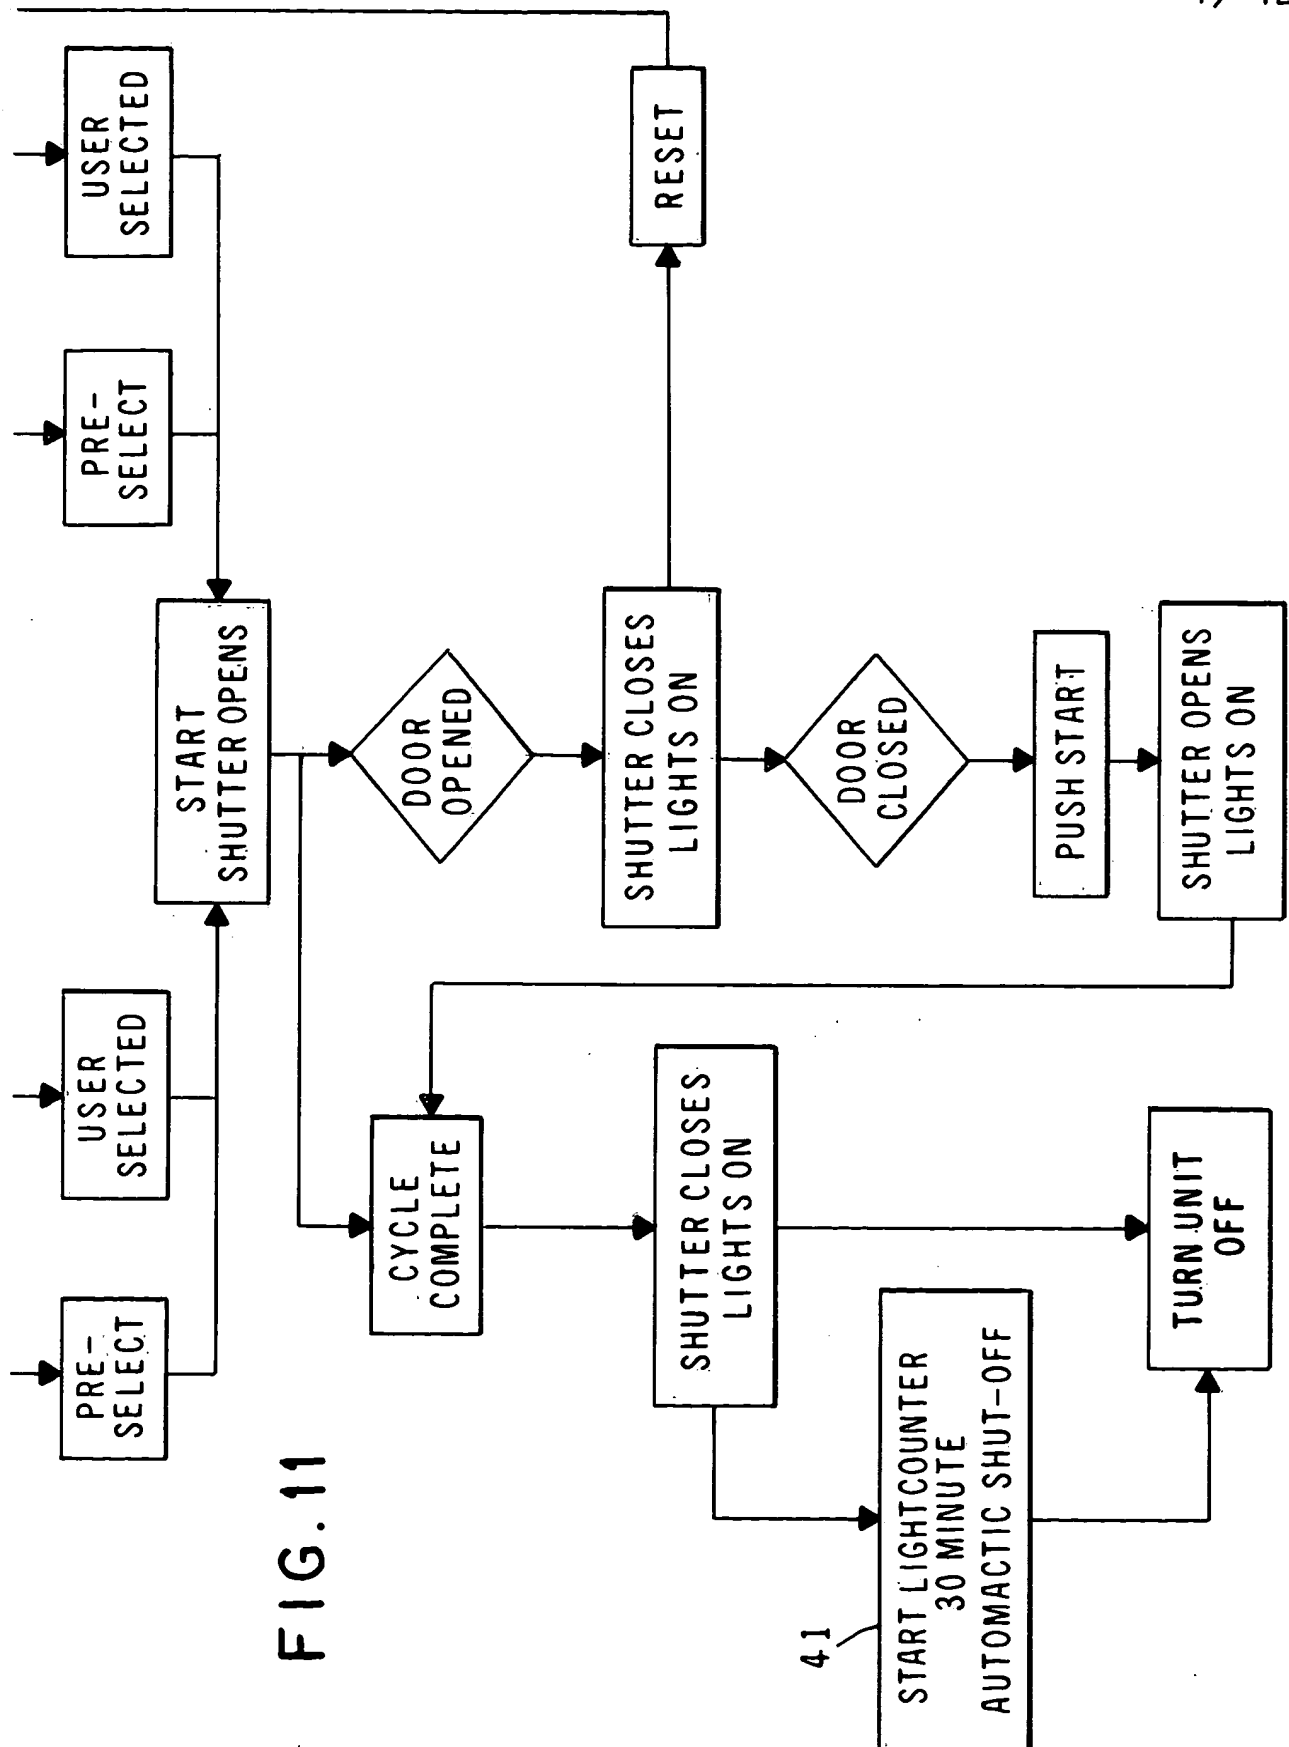 PRE-
SELECT
USER
SELECTED
PRE-
SELECT
USER
SELECTED
START
SHUTTER OPENS
CYCLE
COMPLETE
DOOR
OPENED
SHUTTER CLOSES
LIGHTS ON
SHUTTER CLOSES
LIGHTS ON
RESET
41
START LIGHTCOUNTER
30 MINUTE
AUTOMACTIC SHUT-OFF
DOOR
CLOSED
PUSH START
TURN UNIT
OFF
SHUTTER OPENS
LIGHTS ON
FIG. 11